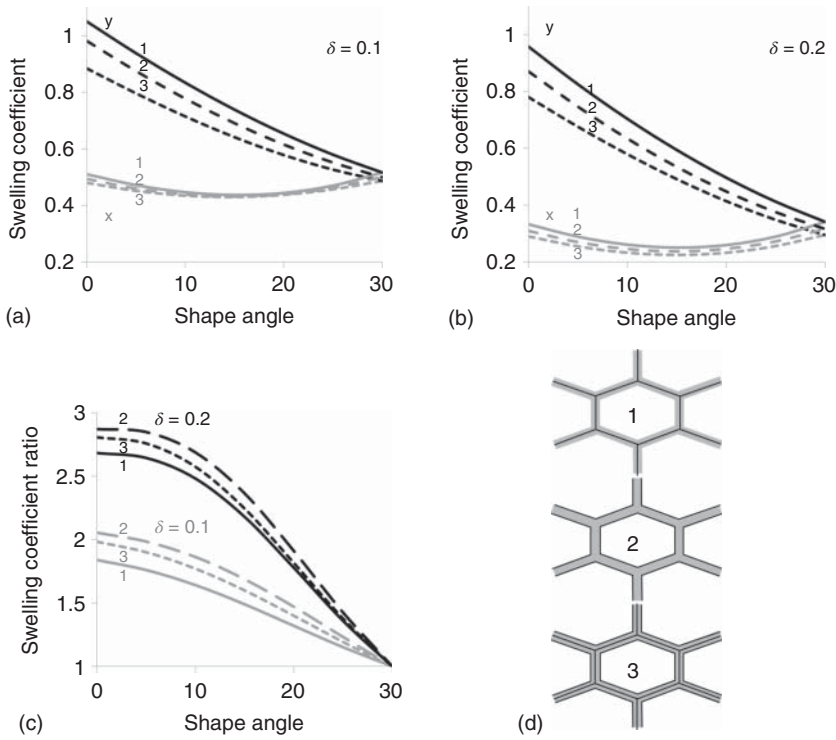 1
0.8
0.6
0.4
0.2
Swelling coefficient
y
1
2
3
δ = 0.1
1
2
3
x
0
10
20
30
Shape angle
(a)
1
0.8
0.6
0.4
0.2
Swelling coefficient
y
1
2
3
δ = 0.2
x
1
2
3
0
10
20
30
Shape angle
(b)
3
2.5
2
1.5
1
Swelling coefficient ratio
2
δ = 0.2
3
1
2
δ = 0.1
3
1
0
10
20
30
Shape angle
(c)
1
2
3
(d)